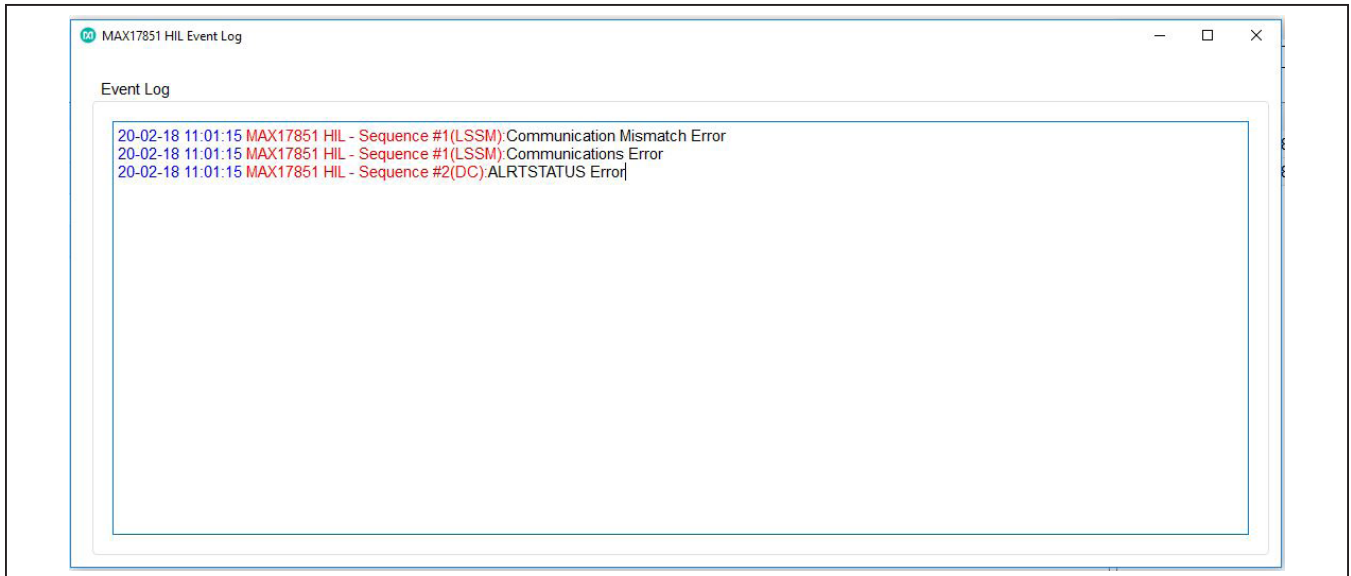 MAX17851 HIL Event Log
Event Log
20-02-18 11:01:15 MAX17851 HIL - Sequence #1(LSSM):Communication Mismatch Error
20-02-18 11:01:15 MAX17851 HIL - Sequence #1(LSSM):Communications Error
20-02-18 11:01:15 MAX17851 HIL - Sequence #2(DC):ALRTSTATUS Error